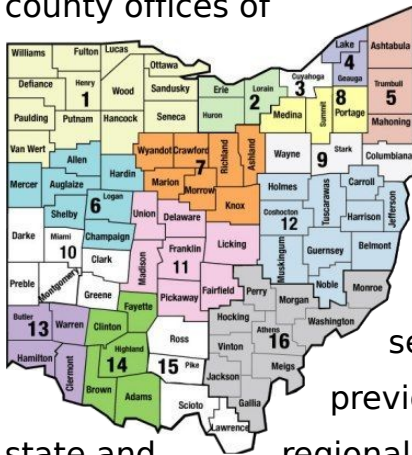 county offices of
Williams Fulton Lucas Lake Ashtabula
Ottawa 4
Defiance Henry Wood Sandusky Erie Lorain Cuyahoga Geauga Trumbull
1 2 3 8 5
Paulding Putnam Hancock Seneca Huron Medina Summit Portage Mahoning
Van Wert Allen Wyandot Crawford Richland Ashland Wayne Stark Columbiana
Hardin 7 9
Mercer Auglaize Marion Morrow Holmes Carroll
Logan Knox Tuscarawas Jefferson
Shelby 6 Union Delaware Coshocton Harrison
12
Darke Miami Champaign Licking Muskingum Guernsey Belmont
10 Clark Madison Franklin
11
Preble Montgomery Greene Pickaway Fairfield Perry Noble Monroe
Fayette Morgan
Butler Warren Clinton Hocking Washington
13 Ross Athens
16
Hamilton Clermont Highland Vinton Meigs
14 15 Pike
Brown Adams Jackson
Scioto Gallia
Lawrence
se
previo
state and regional